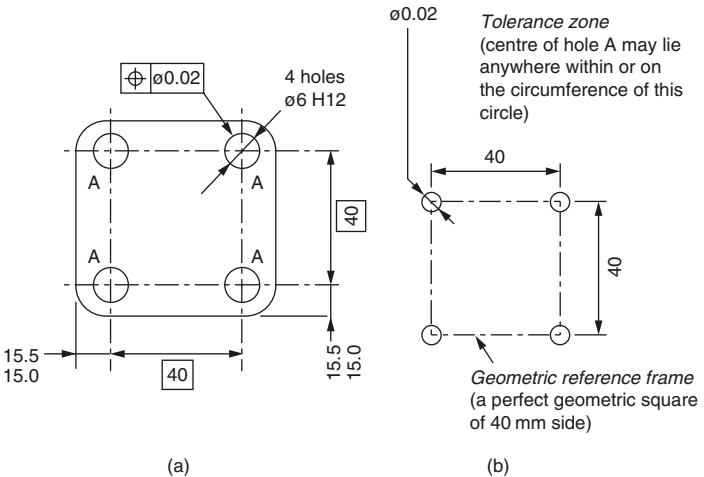 ø0.02
4 holes
ø6 H12
A
A
A
A
40
40
15.5
15.0
15.5
15.0
(a)
ø0.02
Tolerance zone
(centre of hole A may lie
anywhere within or on
the circumference of this
circle)
40
40
Geometric reference frame
(a perfect geometric square
of 40 mm side)
(b)